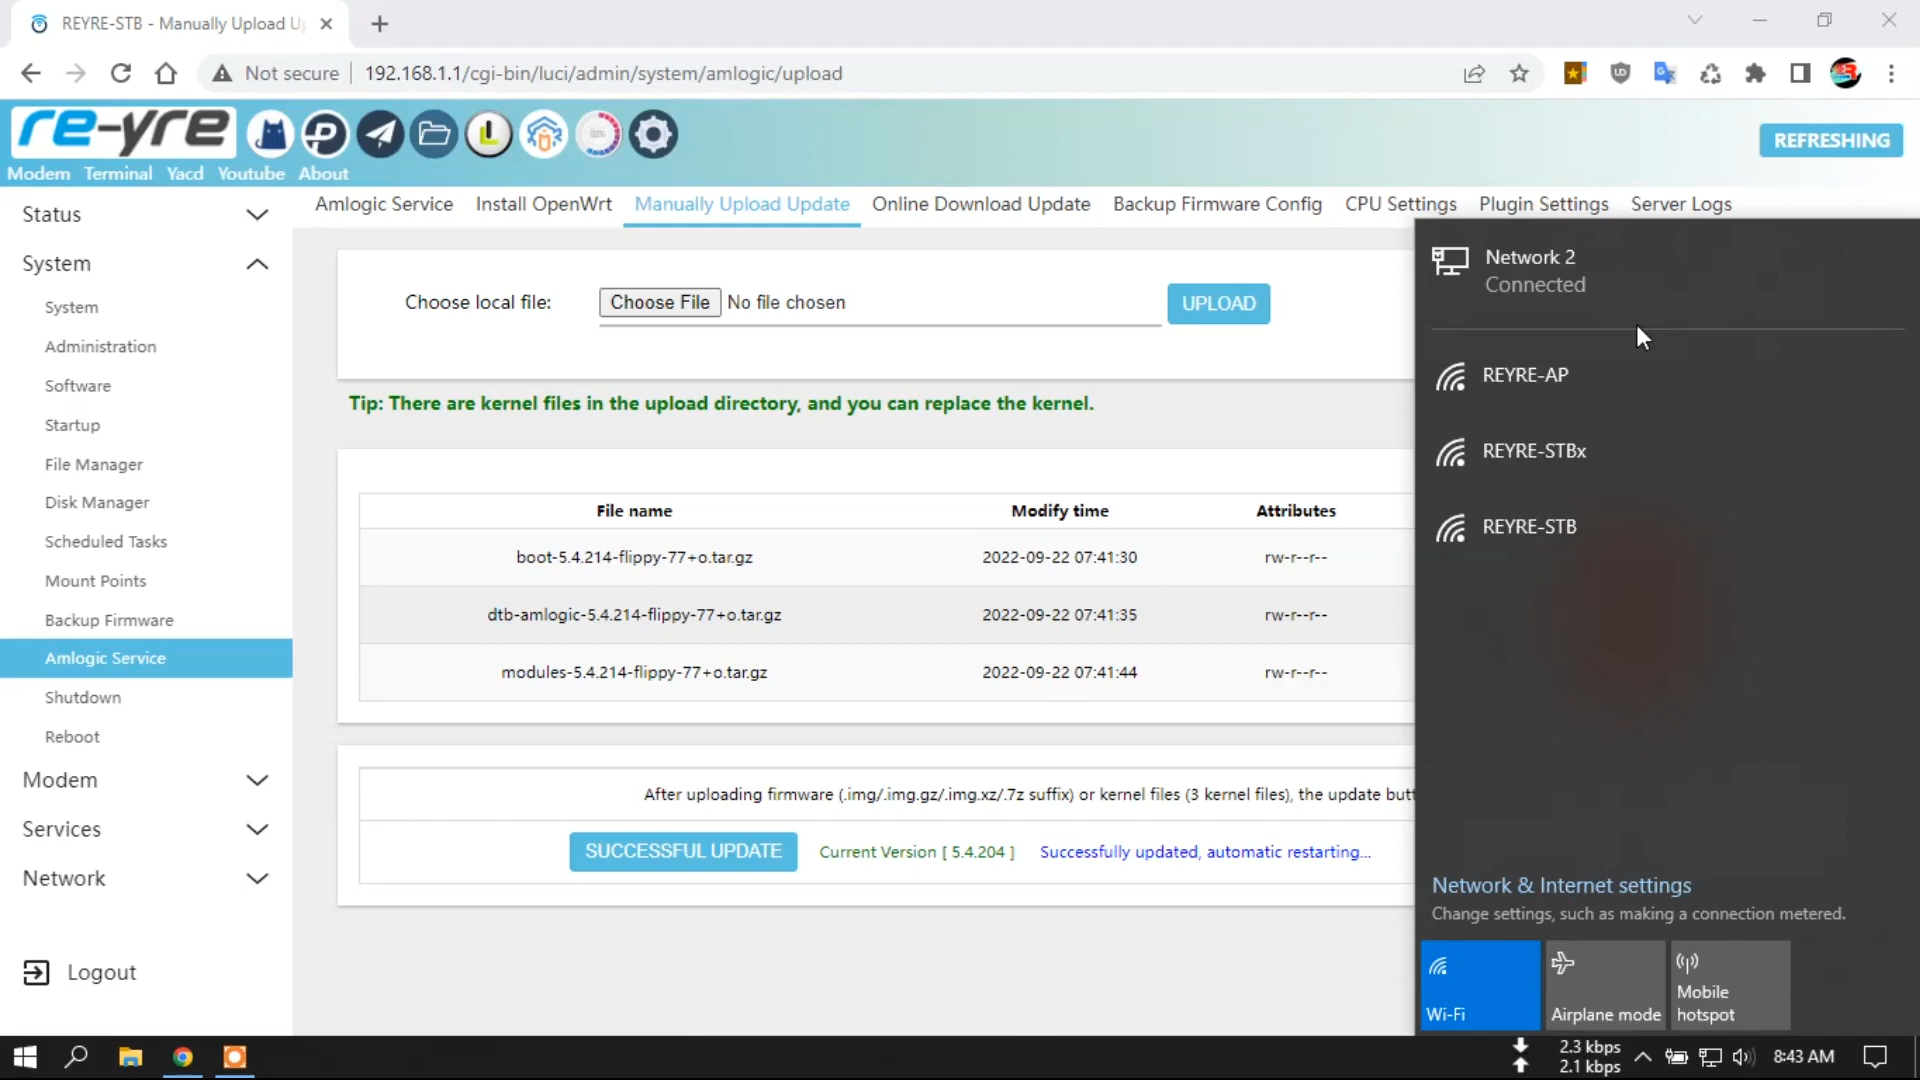 REYRE-STB - Manually Upload U
Not secure
192.168.1.1/cgi-bin/luci/admin/system/amlogic/upload
re-yre
REFRESHING
Modem Terminal Yacd Youtube About
Status
System
System
Administration
Software
Startup
File Manager
Disk Manager
Scheduled Tasks
Mount Points
Backup Firmware
Amlogic Service
Shutdown
Reboot
Modem
Services
Network
Logout
Amlogic Service Install OpenWrt Manually Upload Update Online Download Update Backup Firmware Config CPU Settings Plugin Settings Server Logs
Choose local file: Choose File No file chosen UPLOAD
Tip: There are kernel files in the upload directory, and you can replace the kernel.
File name Modify time Attributes
boot-5.4.214-flippy-77+o.tar.gz 2022-09-22 07:41:30 rw-r--r--
dtb-amlogic-5.4.214-flippy-77+o.tar.gz 2022-09-22 07:41:35 rw-r--r--
modules-5.4.214-flippy-77+o.tar.gz 2022-09-22 07:41:44 rw-r--r--
After uploading firmware (.img/.img.gz/.img.xz/.7z suffix) or kernel files (3 kernel files), the update butt
SUCCESSFUL UPDATE Current Version [ 5.4.204 ] Successfully updated, automatic restarting...
Network 2
Connected
REYRE-AP
REYRE-STBx
REYRE-STB
Network & Internet settings
Change settings, such as making a connection metered.
Wi-Fi
Airplane mode
Mobile
hotspot
2.3 kbps
2.1 kbps
8:43 AM